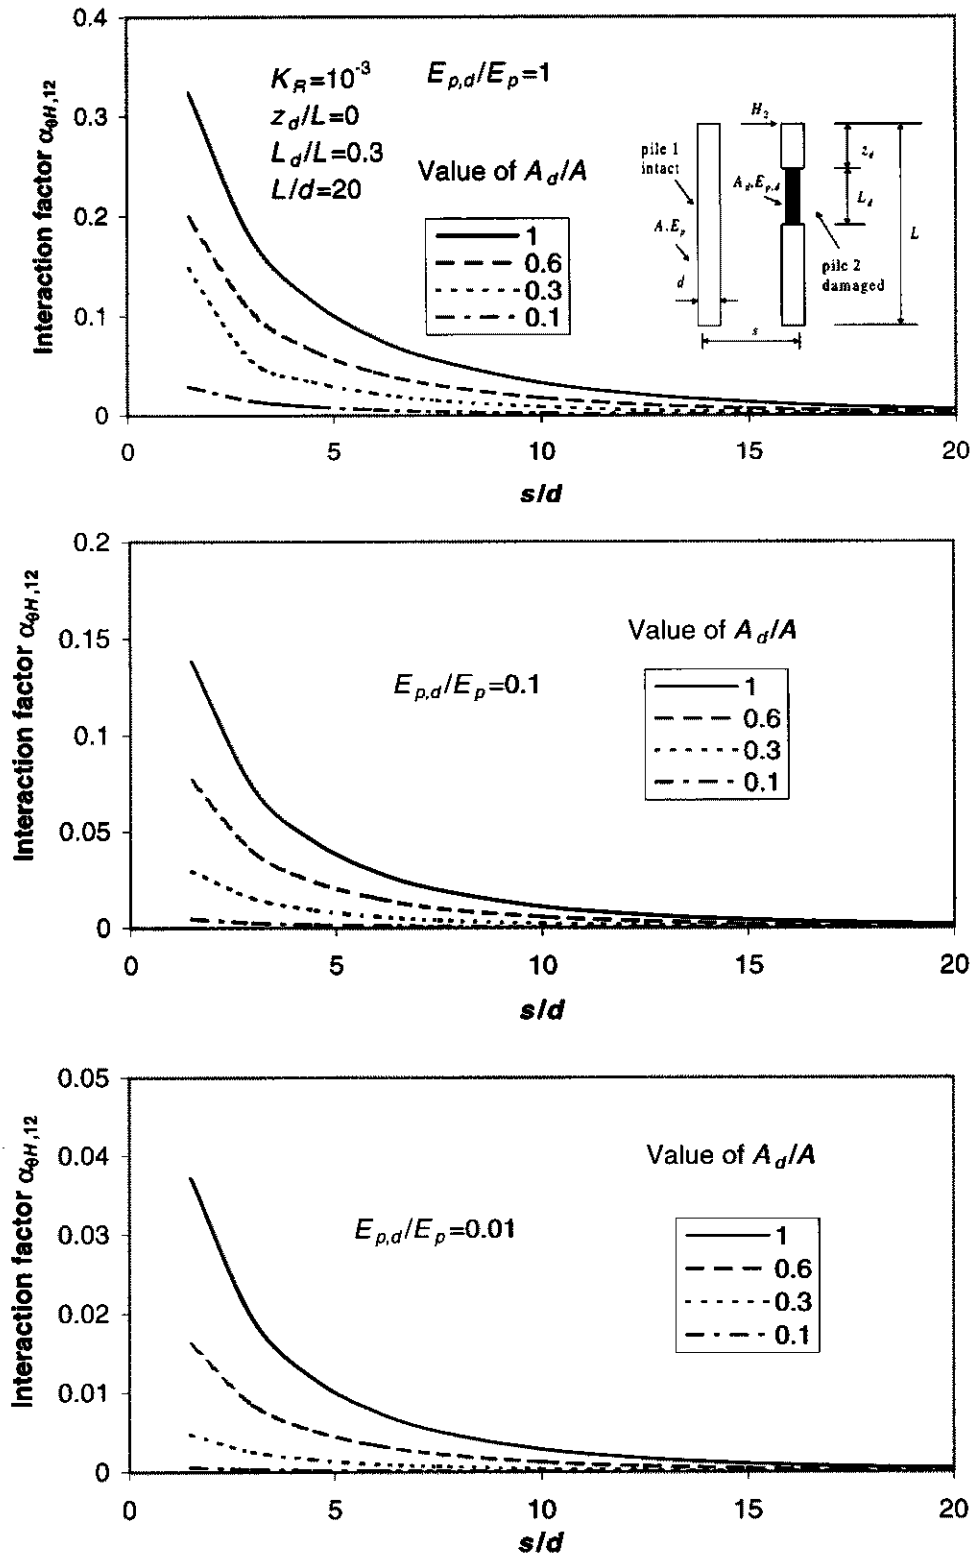 0.4
0.3
0.2
0.1
0
Interaction factor αθH,12
K_R=10^-3
z_d/L=0
L_d/L=0.3
L/d=20
E_p,d/E_p=1
Value of A_d/A
1
0.6
0.3
0.1
pile 1
intact
A,E_p
d
H_2
A_d,E_p,d
z_d
L_d
L
pile 2
damaged
s
0 5 10 15 20
s/d
0.2
0.15
0.1
0.05
0
Interaction factor αθH,12
E_p,d/E_p=0.1
Value of A_d/A
1
0.6
0.3
0.1
0 5 10 15 20
s/d
0.05
0.04
0.03
0.02
0.01
0
Interaction factor αθH,12
E_p,d/E_p=0.01
Value of A_d/A
1
0.6
0.3
0.1
0 5 10 15 20
s/d